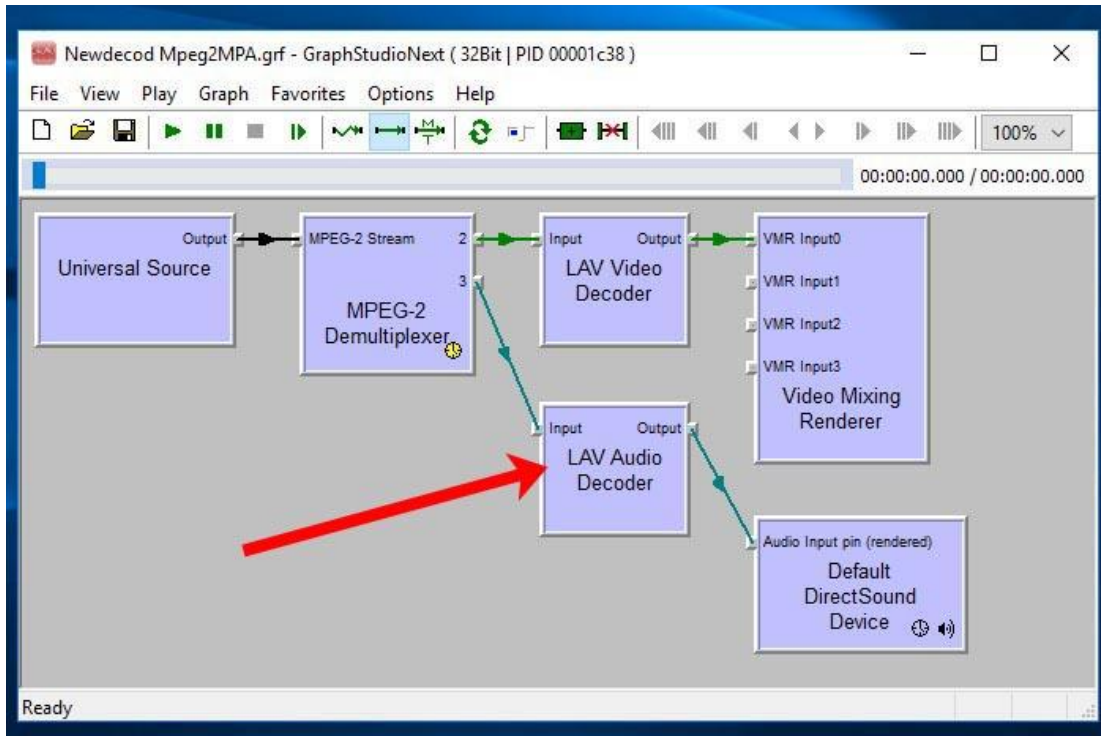 Newdecod Mpeg2MPA.grf - GraphStudioNext ( 32Bit | PID 00001c38 )
File View Play Graph Favorites Options Help
100%
00:00:00.000 / 00:00:00.000
Output
Universal Source
MPEG-2 Stream 2
3
MPEG-2
Demultiplexer
Input Output
LAV Video
Decoder
VMR Input0
VMR Input1
VMR Input2
VMR Input3
Video Mixing
Renderer
Input Output
LAV Audio
Decoder
Audio Input pin (rendered)
Default
DirectSound
Device
Ready